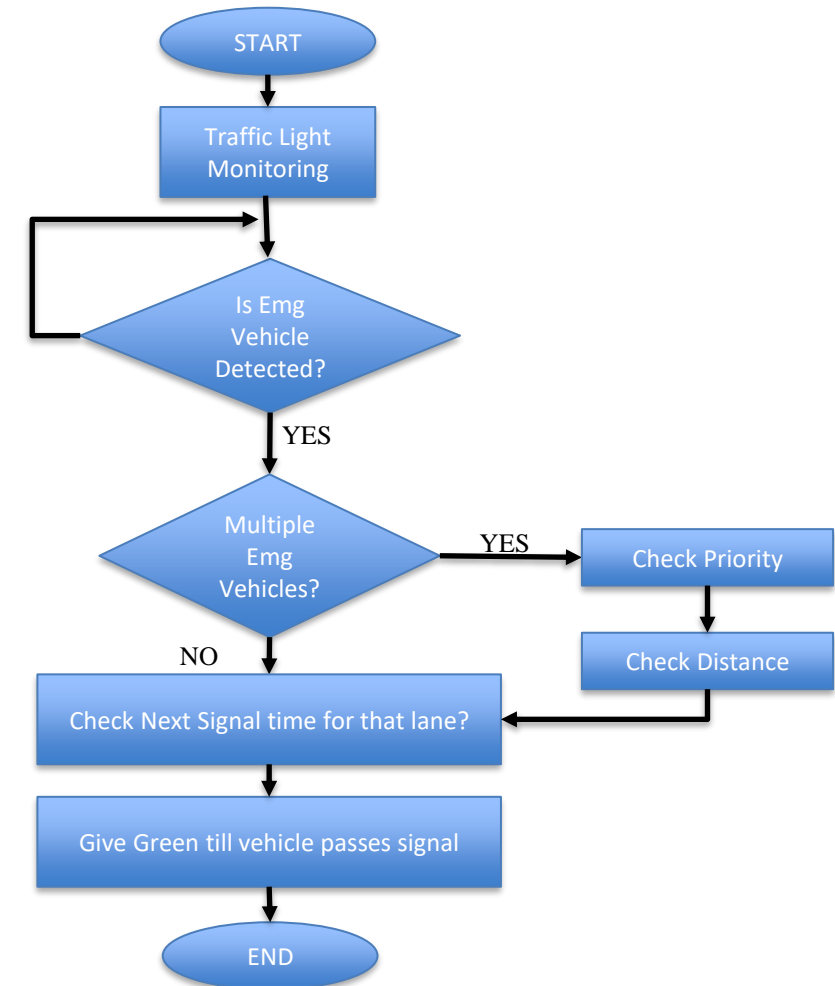 START
Traffic Light
Monitoring
Is Emg
Vehicle
Detected?
YES
Multiple
Emg
Vehicles?
YES
Check Priority
Check Distance
NO
Check Next Signal time for that lane?
Give Green till vehicle passes signal
END